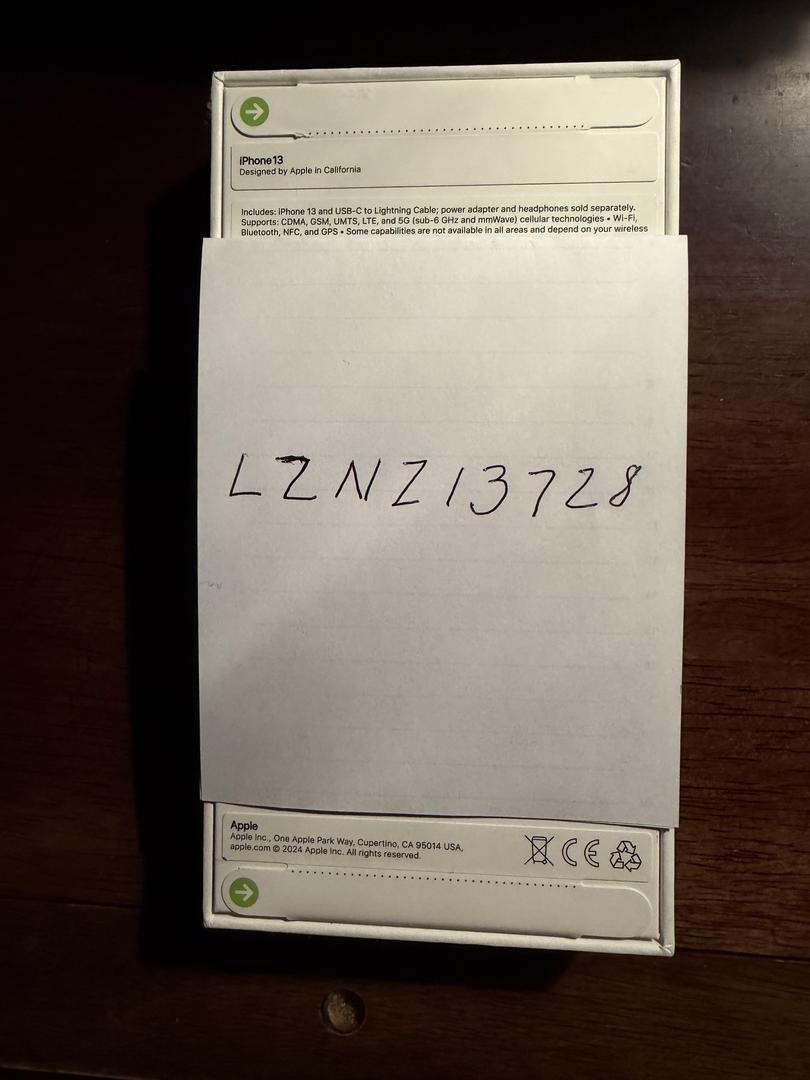 iPhone 13
Designed by Apple in California
Includes: iPhone 13 and USB-C to Lightning Cable; power adapter and headphones sold separately.
Supports: CDMA, GSM, UMTS, LTE, and 5G (sub-6 GHz and mmWave) cellular technologies • Wi-Fi,
Bluetooth, NFC, and GPS • Some capabilities are not available in all areas and depend on your wireless
LZNZ13728
Apple
Apple Inc., One Apple Park Way, Cupertino, CA 95014 USA,
apple.com © 2024 Apple Inc. All rights reserved.
CE